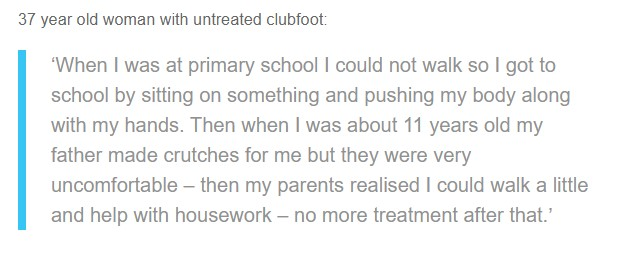 37 year old woman with untreated clubfoot:
‘When I was at primary school I could not walk so I got to
school by sitting on something and pushing my body along
with my hands. Then when I was about 11 years old my
father made crutches for me but they were very
uncomfortable – then my parents realised I could walk a little
and help with housework – no more treatment after that.’